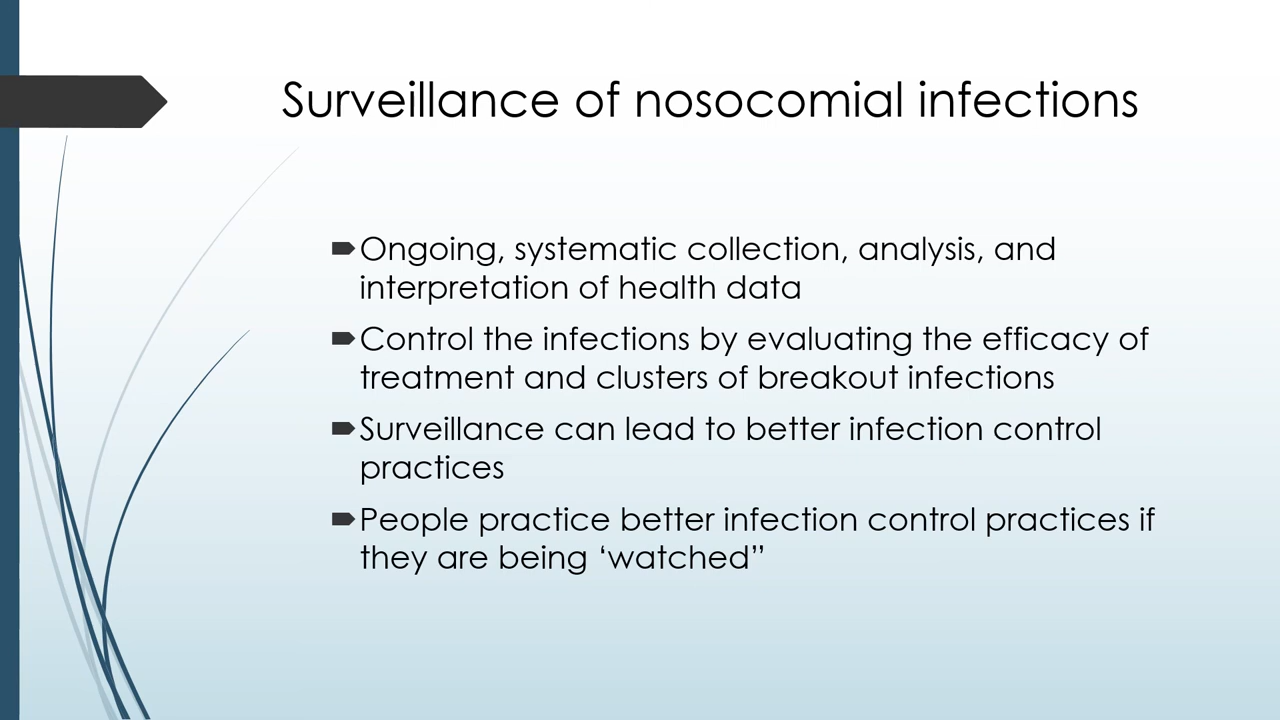 Surveillance of nosocomial infections
Ongoing, systematic collection, analysis, and
interpretation of health data
Control the infections by evaluating the efficacy of
treatment and clusters of breakout infections
Surveillance can lead to better infection control
practices
People practice better infection control practices if
they are being ‘watched”